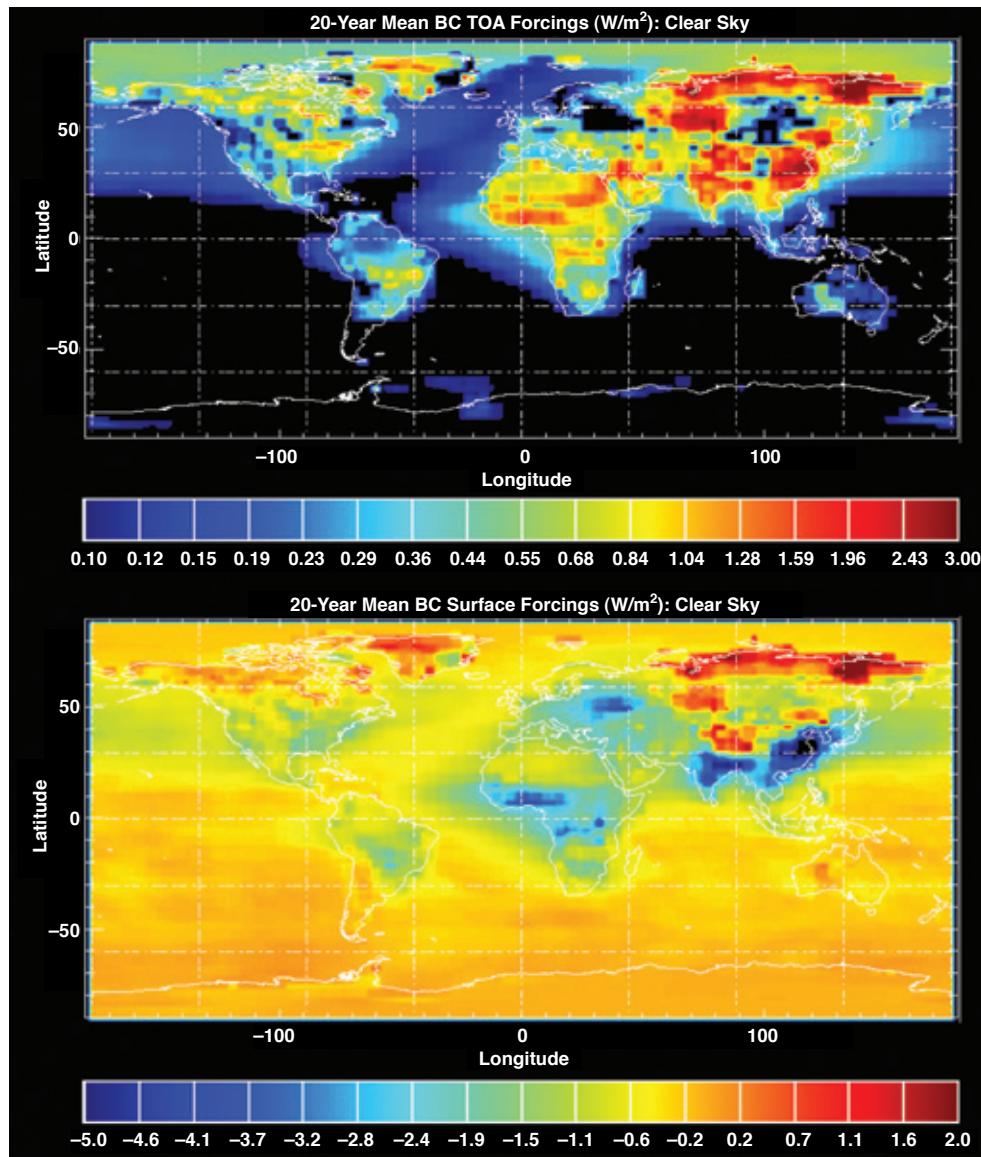 20-Year Mean BC TOA Forcings (W/m²): Clear Sky
50
0
–50
Latitude
–100 0 100
Longitude
0.10 0.12 0.15 0.19 0.23 0.29 0.36 0.44 0.55 0.68 0.84 1.04 1.28 1.59 1.96 2.43 3.00
20-Year Mean BC Surface Forcings (W/m²): Clear Sky
50
0
–50
Latitude
–100 0 100
Longitude
–5.0 –4.6 –4.1 –3.7 –3.2 –2.8 –2.4 –1.9 –1.5 –1.1 –0.6 –0.2 0.2 0.7 1.1 1.6 2.0